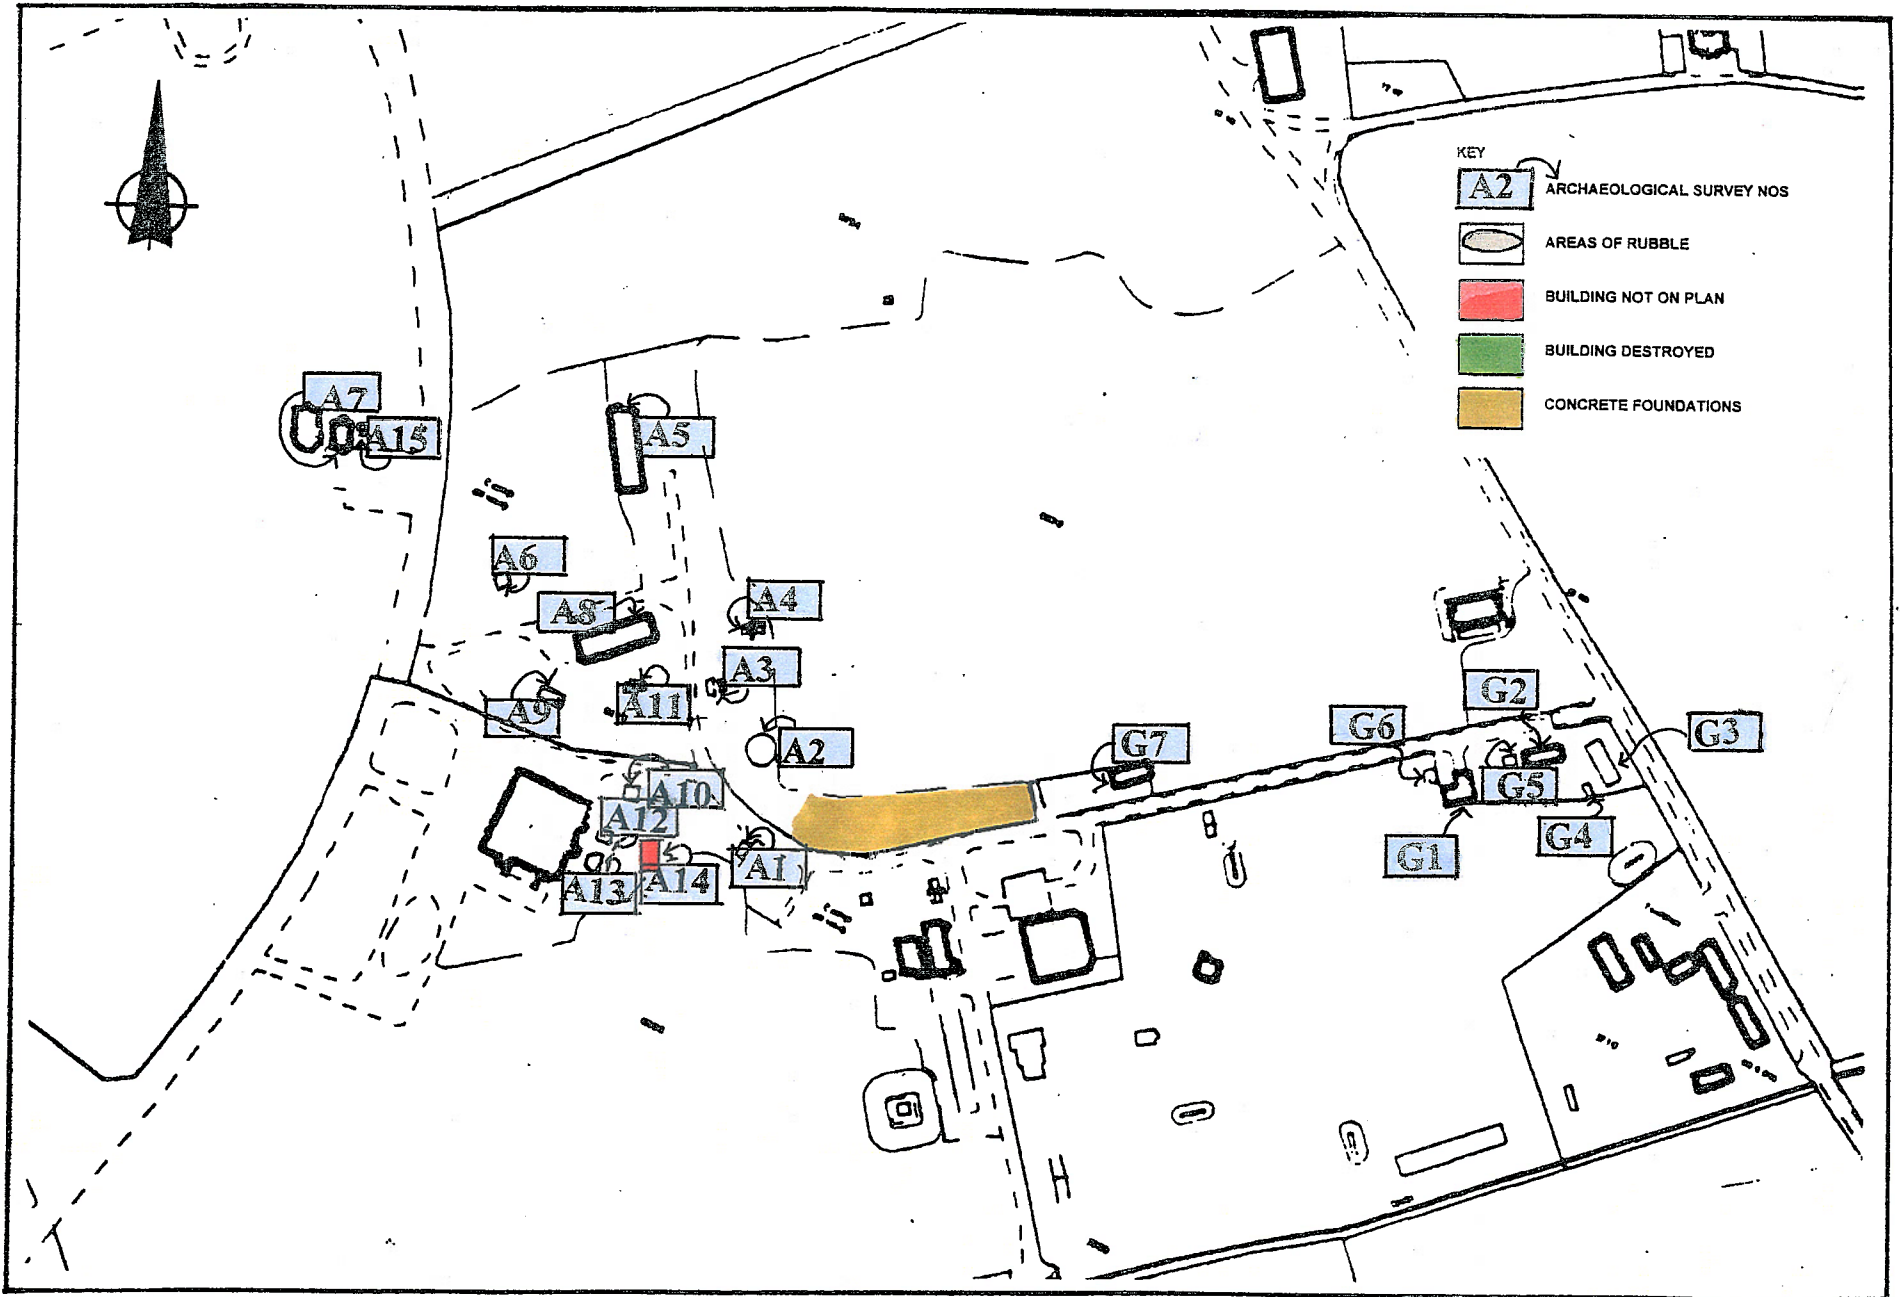 KEY
A2 ARCHAEOLOGICAL SURVEY NOS
AREAS OF RUBBLE
BUILDING NOT ON PLAN
BUILDING DESTROYED
CONCRETE FOUNDATIONS
A7
A15
A5
A6
A8
A4
A3
A9
A11
A2
G7
G6
G2
G3
A10
A12
G5
G4
A1
G1
A13
A14